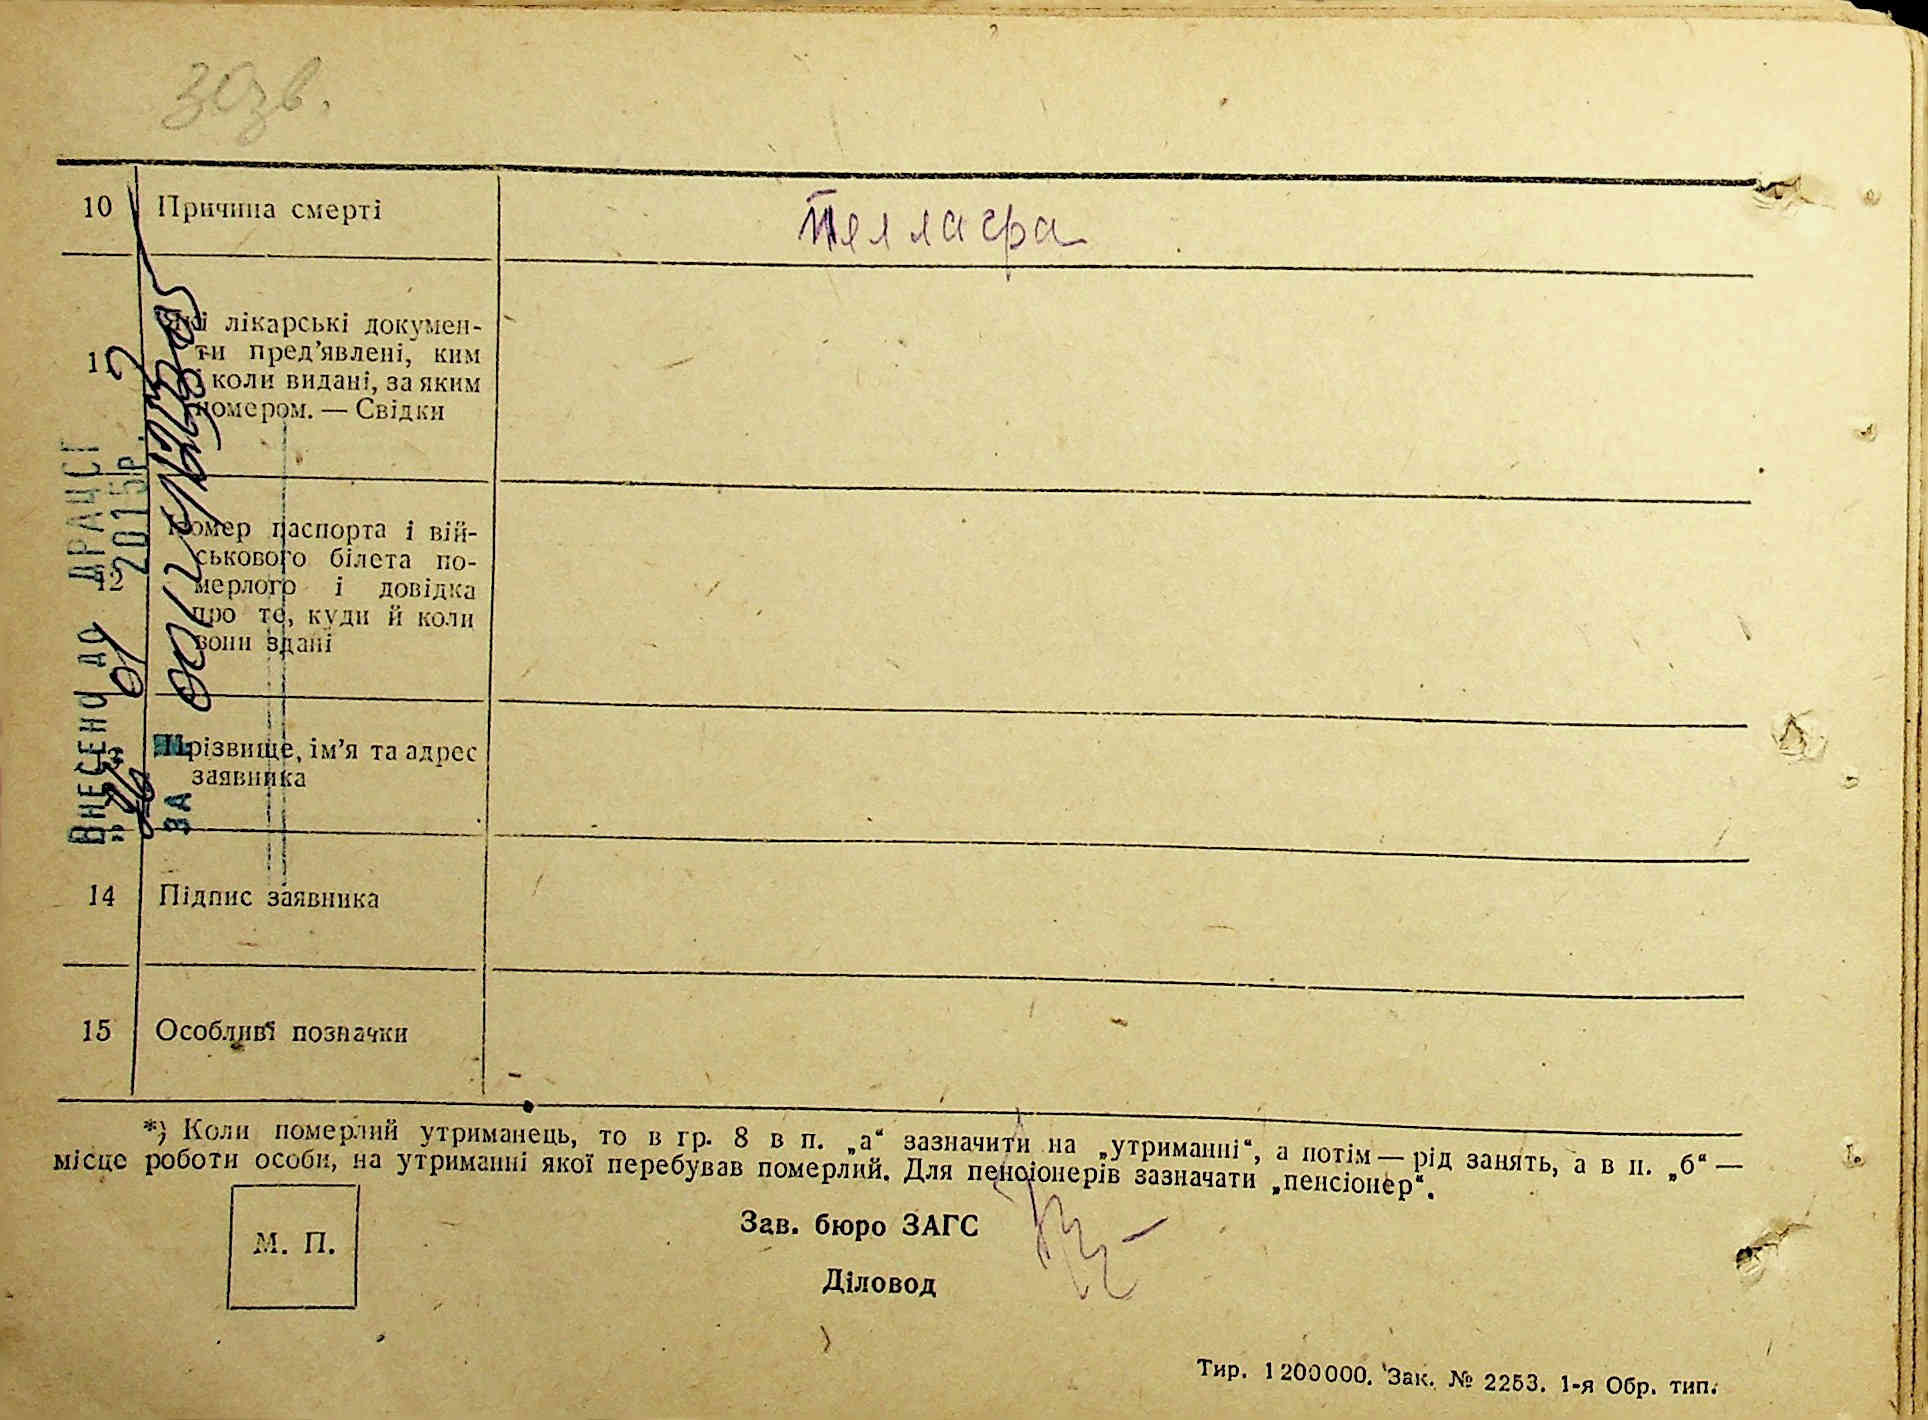 30зв.
10 Причина смерті Пеллагра
11 Які лікарські докумен-
ти пред’явлені, ким
і коли видані, за яким
номером. — Свідки
12 Номер паспорта і вій-
ськового білета по-
мерлого і довідка
про те, куди й коли
вони здані
13 Прізвище, ім’я та адрес
заявника
14 Підпис заявника
15 Особливі позначки
ВНЕСЕНО ДО ДРАЦСГ
2015р.
ЗА
*) Коли померлий утриманець, то в гр. 8 в п. „а“ зазначити на „утриманні“, а потім — рід занять, а в п. „б“ —
місце роботи особи, на утриманні якої перебував померлий. Для пенсіонерів зазначати „пенсіонер“.
М. П.
Зав. бюро ЗАГС
Діловод
Тир. 1200000. Зак. № 2253. 1-я Обр. тип.